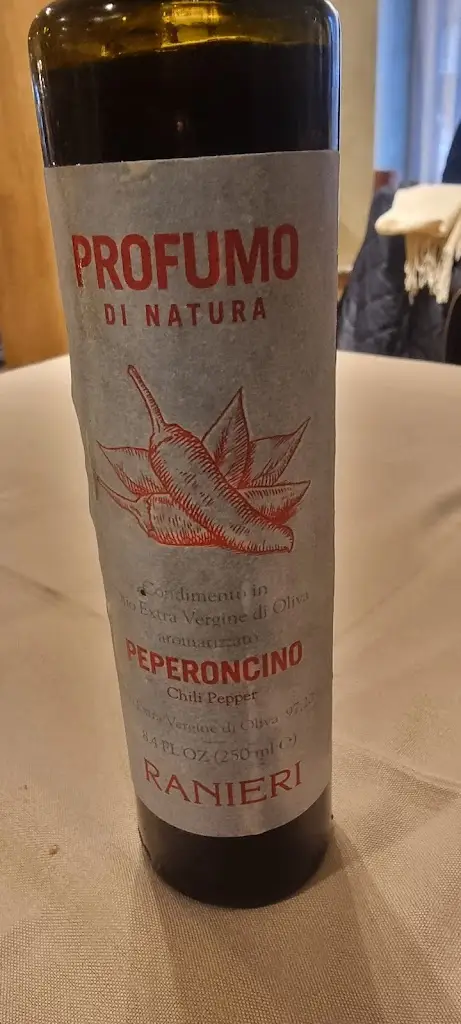 PROFUMO
DI NATURA
Condimento in
Extra Vergine di Oliva
aromatizzato
PEPERONCINO
Chili Pepper
Extra Vergine di Oliva
8.4 FL OZ (250 ml ℮)
RANIERI